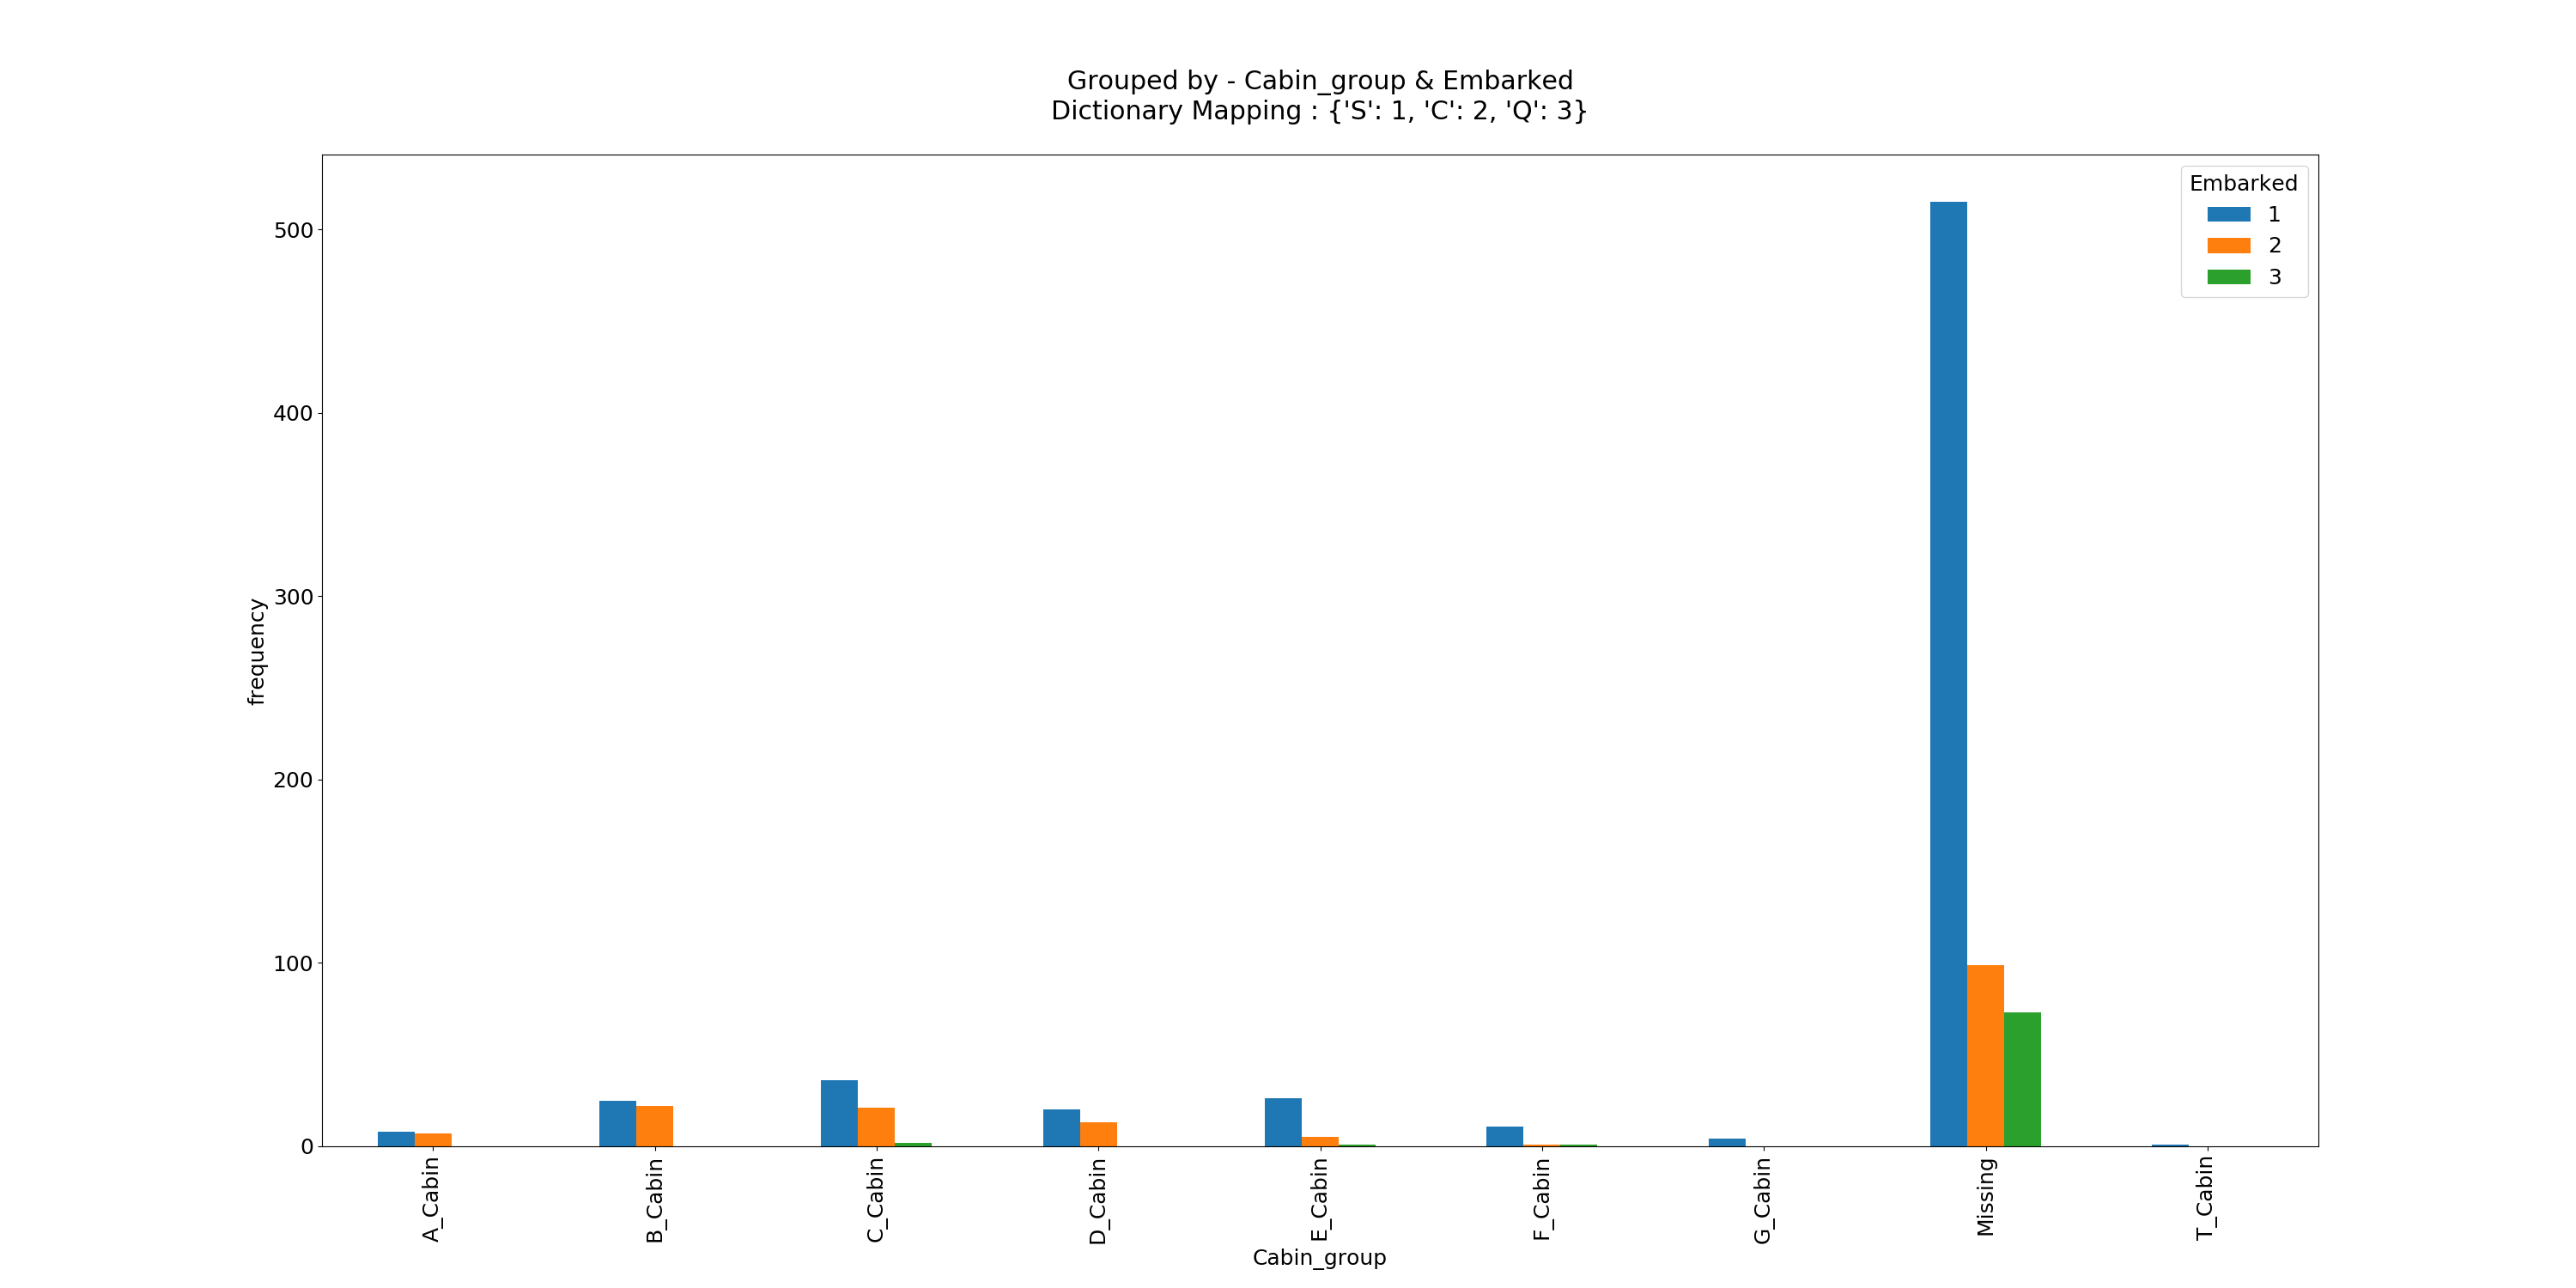 Grouped by - Cabin_group & Embarked
Dictionary Mapping : {'S': 1, 'C': 2, 'Q': 3}
Embarked
1
2
3
500
400
300
200
100
0
frequency
A_Cabin
B_Cabin
C_Cabin
D_Cabin
E_Cabin
F_Cabin
G_Cabin
Missing
T_Cabin
Cabin_group